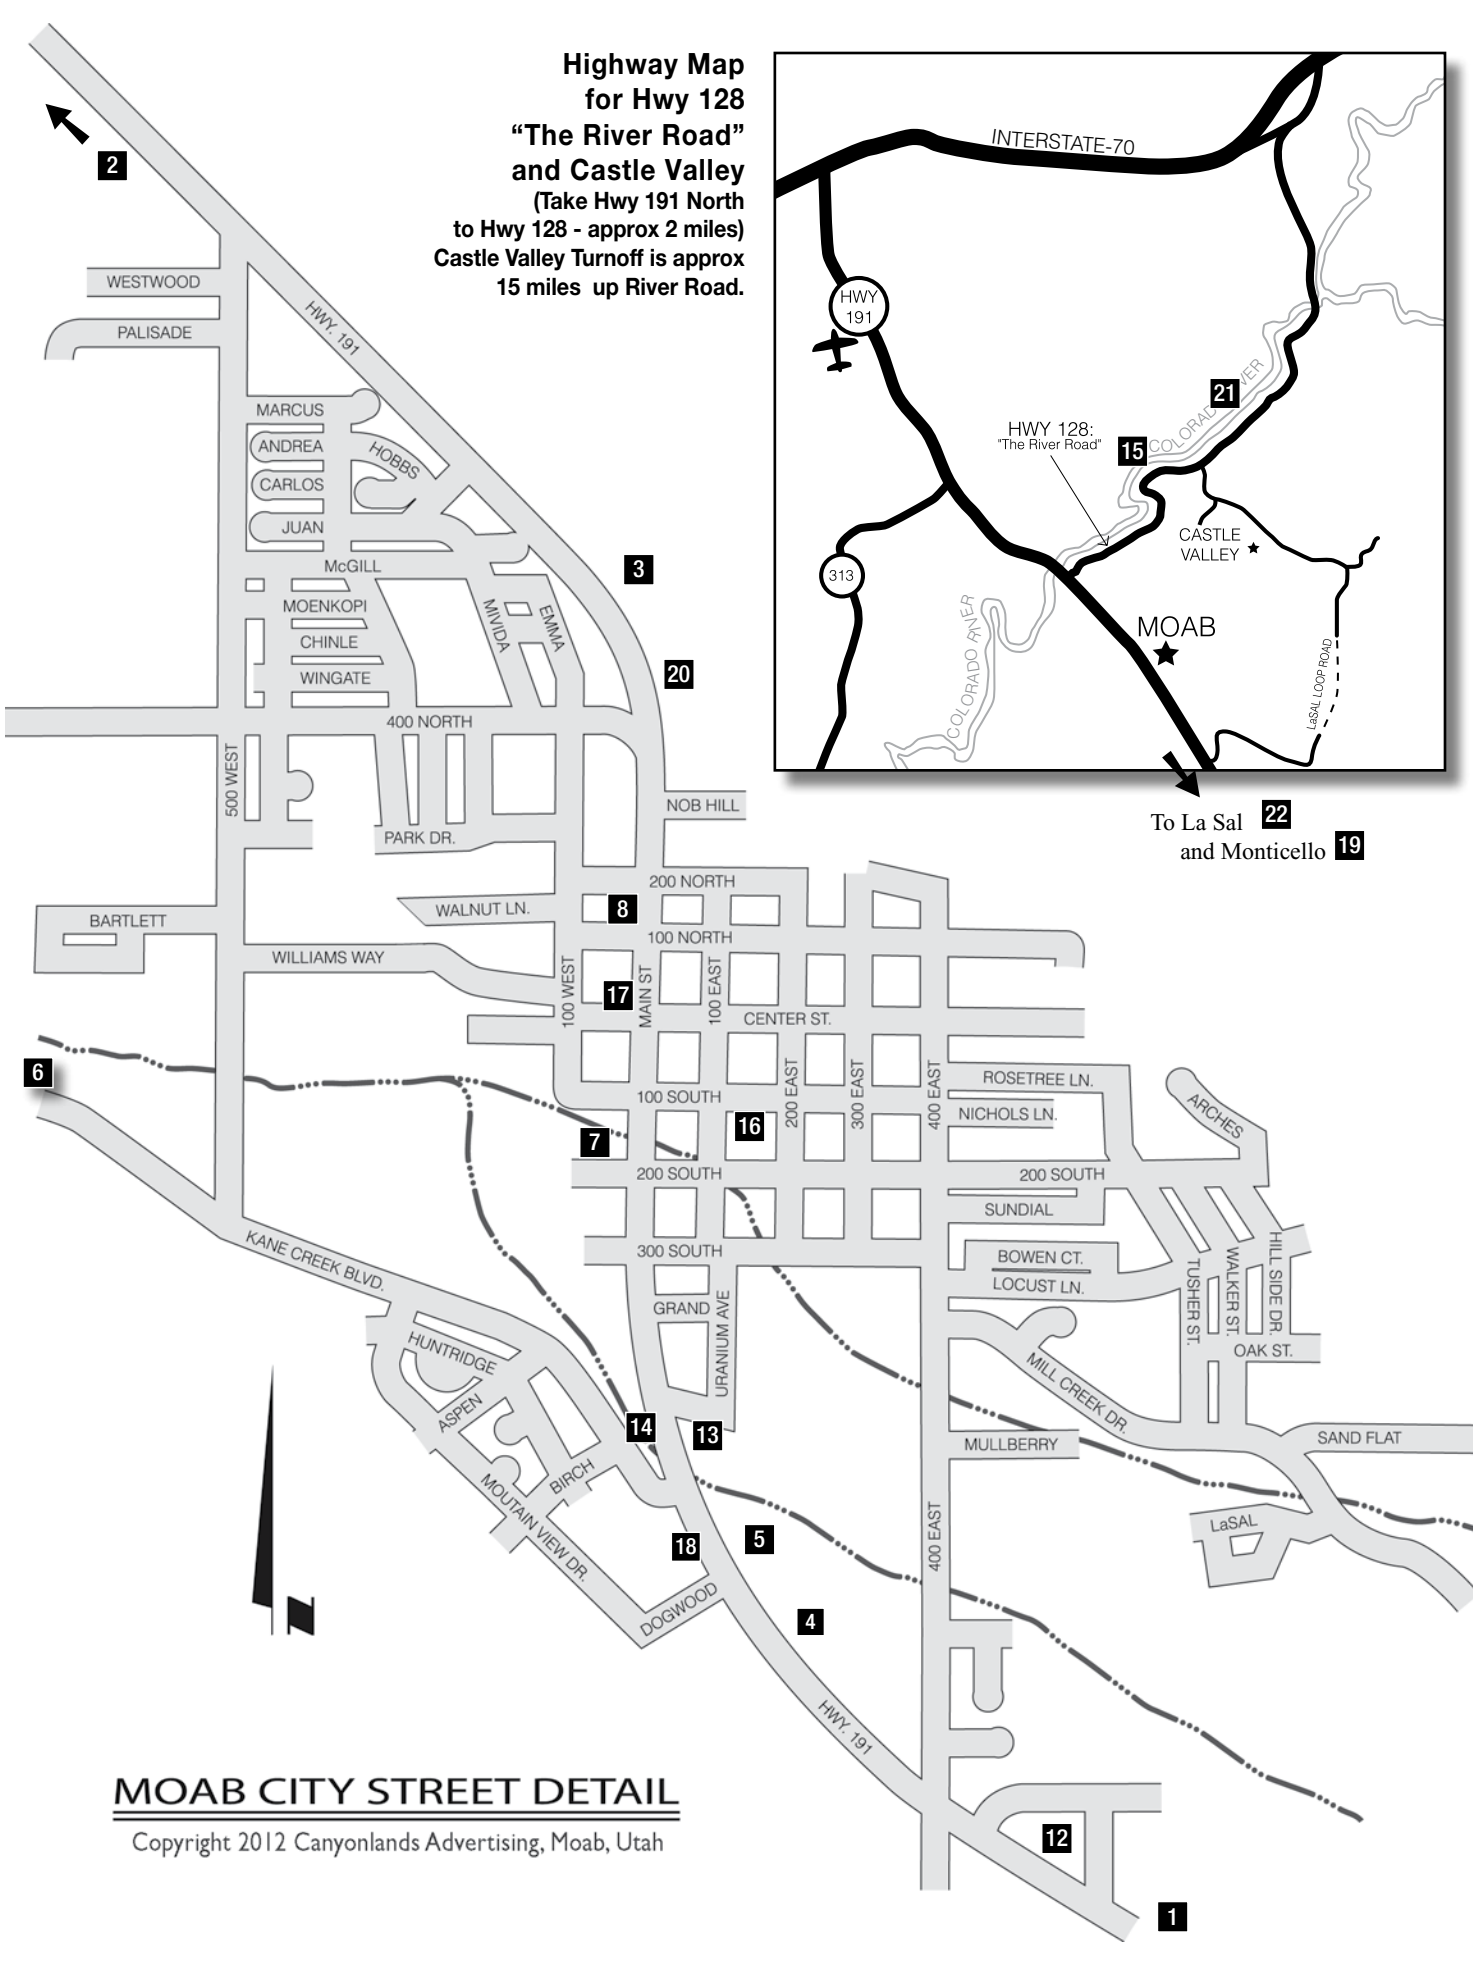 Highway Map
for Hwy 128
“The River Road”
and Castle Valley
(Take Hwy 191 North
to Hwy 128 - approx 2 miles)
Castle Valley Turnoff is approx
15 miles up River Road.
INTERSTATE-70
HWY
191
21
COLORADO RIVER
15
HWY 128:
"The River Road"
CASTLE
VALLEY
313
MOAB
COLORADO RIVER
LaSAL LOOP ROAD
To La Sal 22
and Monticello 19
2
WESTWOOD
PALISADE
HWY. 191
MARCUS
ANDREA
HOBBS
CARLOS
JUAN
McGILL
3
MOENKOPI
MIVIDA
EMMA
CHINLE
WINGATE
20
400 NORTH
500 WEST
NOB HILL
PARK DR.
200 NORTH
WALNUT LN.
8
BARTLETT
100 NORTH
WILLIAMS WAY
100 WEST
17
MAIN ST
100 EAST
CENTER ST.
6
200 EAST
300 EAST
400 EAST
ROSETREE LN.
100 SOUTH
NICHOLS LN.
ARCHES
16
7
200 SOUTH
200 SOUTH
SUNDIAL
KANE CREEK BLVD.
300 SOUTH
BOWEN CT.
LOCUST LN.
TUSHER ST.
WALKER ST.
HILL SIDE DR.
GRAND
URANIUM AVE
HUNTRIDGE
OAK ST.
MILL CREEK DR.
ASPEN
14
13
MULLBERRY
SAND FLAT
BIRCH
MOUTAIN VIEW DR.
18
5
400 EAST
LaSAL
DOGWOOD
4
HWY. 191
MOAB CITY STREET DETAIL
Copyright 2012 Canyonlands Advertising, Moab, Utah
12
1